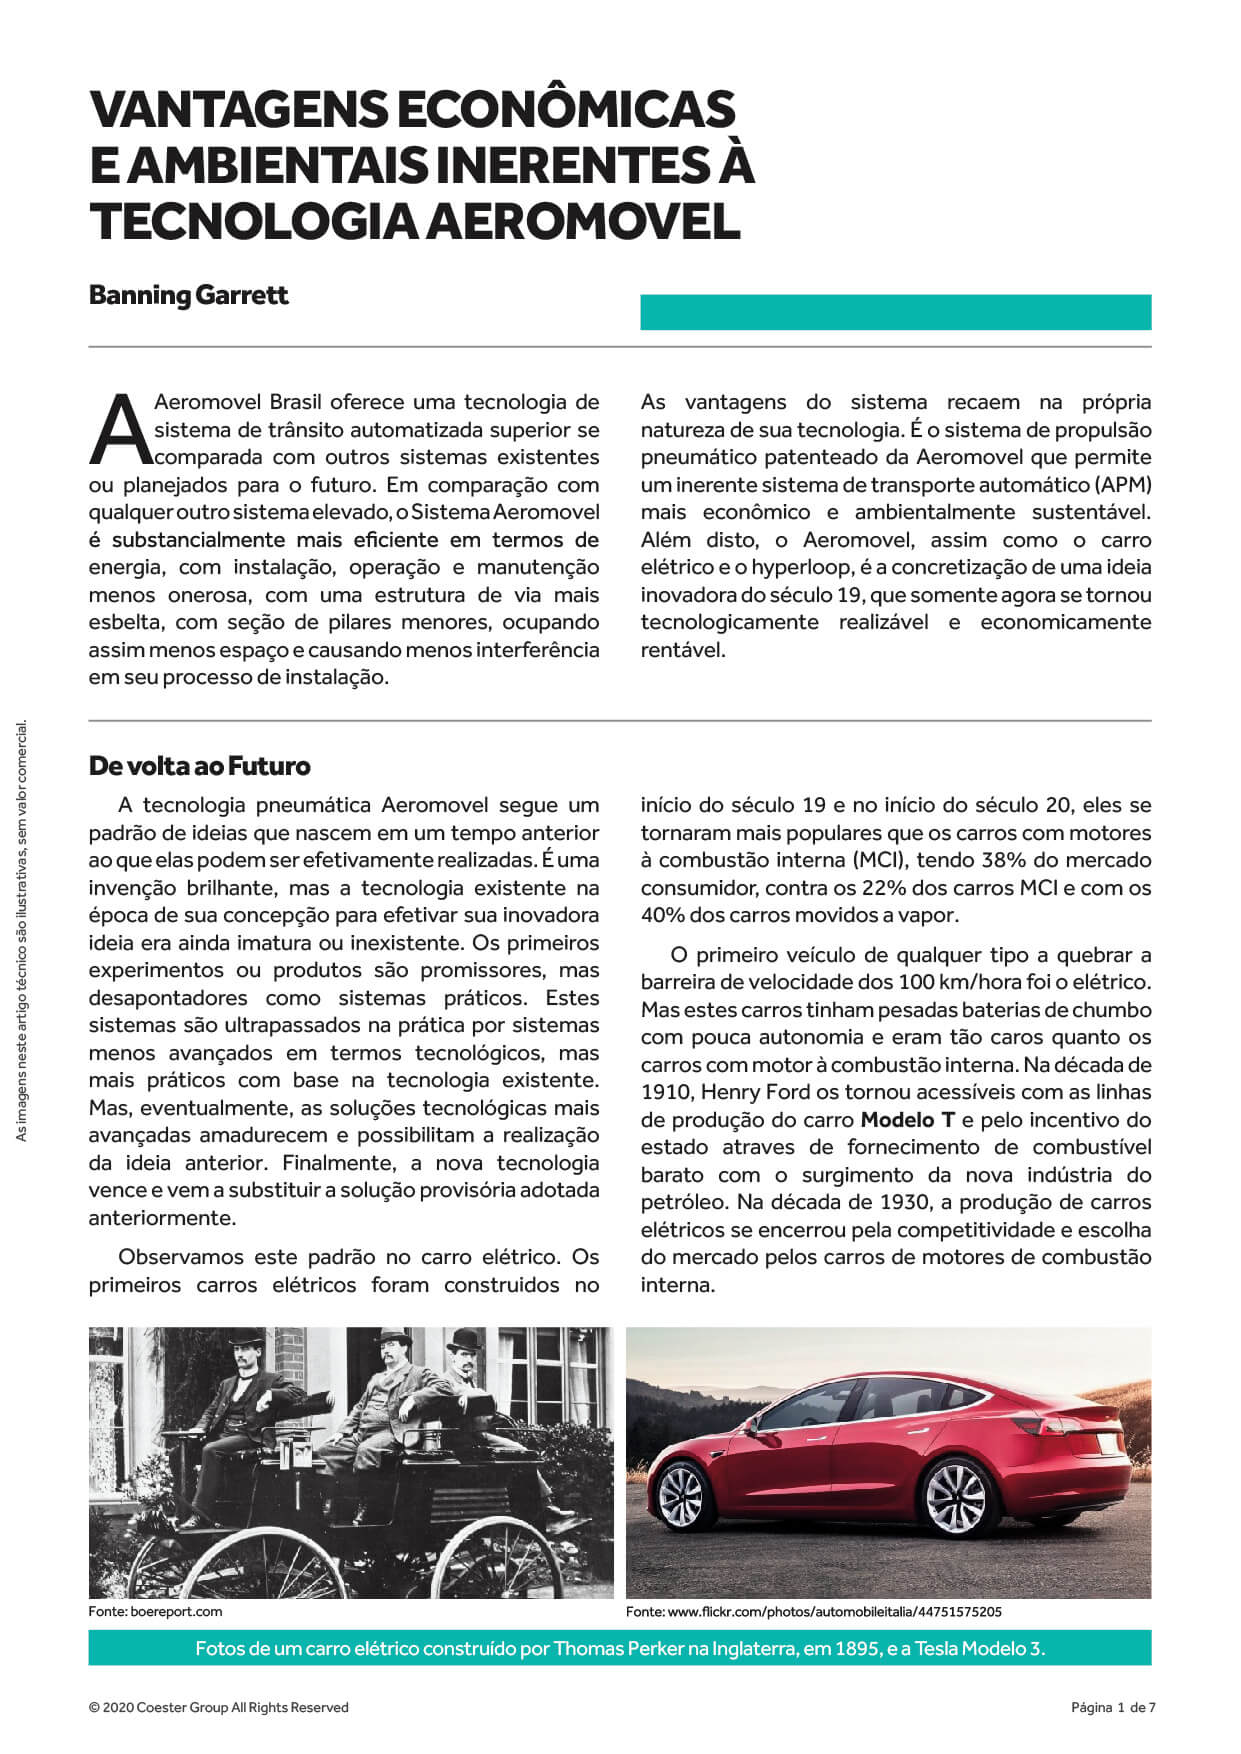 VANTAGENS ECONÔMICAS
E AMBIENTAIS INERENTES À
TECNOLOGIA AEROMOVEL
Banning Garrett
A Aeromovel Brasil oferece uma tecnologia de
sistema de trânsito automatizada superior se
comparada com outros sistemas existentes
ou planejados para o futuro. Em comparação com
qualquer outro sistema elevado, o Sistema Aeromovel
é substancialmente mais eficiente em termos de
energia, com instalação, operação e manutenção
menos onerosa, com uma estrutura de via mais
esbelta, com seção de pilares menores, ocupando
assim menos espaço e causando menos interferência
em seu processo de instalação.
As vantagens do sistema recaem na própria
natureza de sua tecnologia. É o sistema de propulsão
pneumático patenteado da Aeromovel que permite
um inerente sistema de transporte automático (APM)
mais econômico e ambientalmente sustentável.
Além disto, o Aeromovel, assim como o carro
elétrico e o hyperloop, é a concretização de uma ideia
inovadora do século 19, que somente agora se tornou
tecnologicamente realizável e economicamente
rentável.
De volta ao Futuro
A tecnologia pneumática Aeromovel segue um
padrão de ideias que nascem em um tempo anterior
ao que elas podem ser efetivamente realizadas. É uma
invenção brilhante, mas a tecnologia existente na
época de sua concepção para efetivar sua inovadora
ideia era ainda imatura ou inexistente. Os primeiros
experimentos ou produtos são promissores, mas
desapontadores como sistemas práticos. Estes
sistemas são ultrapassados na prática por sistemas
menos avançados em termos tecnológicos, mas
mais práticos com base na tecnologia existente.
Mas, eventualmente, as soluções tecnológicas mais
avançadas amadurecem e possibilitam a realização
da ideia anterior. Finalmente, a nova tecnologia
vence e vem a substituir a solução provisória adotada
anteriormente.
Observamos este padrão no carro elétrico. Os
primeiros carros elétricos foram construidos no
início do século 19 e no início do século 20, eles se
tornaram mais populares que os carros com motores
à combustão interna (MCI), tendo 38% do mercado
consumidor, contra os 22% dos carros MCI e com os
40% dos carros movidos a vapor.
O primeiro veículo de qualquer tipo a quebrar a
barreira de velocidade dos 100 km/hora foi o elétrico.
Mas estes carros tinham pesadas baterias de chumbo
com pouca autonomia e eram tão caros quanto os
carros com motor à combustão interna. Na década de
1910, Henry Ford os tornou acessíveis com as linhas
de produção do carro Modelo T e pelo incentivo do
estado atraves de fornecimento de combustível
barato com o surgimento da nova indústria do
petróleo. Na década de 1930, a produção de carros
elétricos se encerrou pela competitividade e escolha
do mercado pelos carros de motores de combustão
interna.
Fonte: boereport.com
Fonte: www.flickr.com/photos/automobileitalia/44751575205
Fotos de um carro elétrico construído por Thomas Perker na Inglaterra, em 1895, e a Tesla Modelo 3.
© 2020 Coester Group All Rights Reserved
Página 1 de 7
As imagens neste artigo técnico são ilustrativas, sem valor comercial.